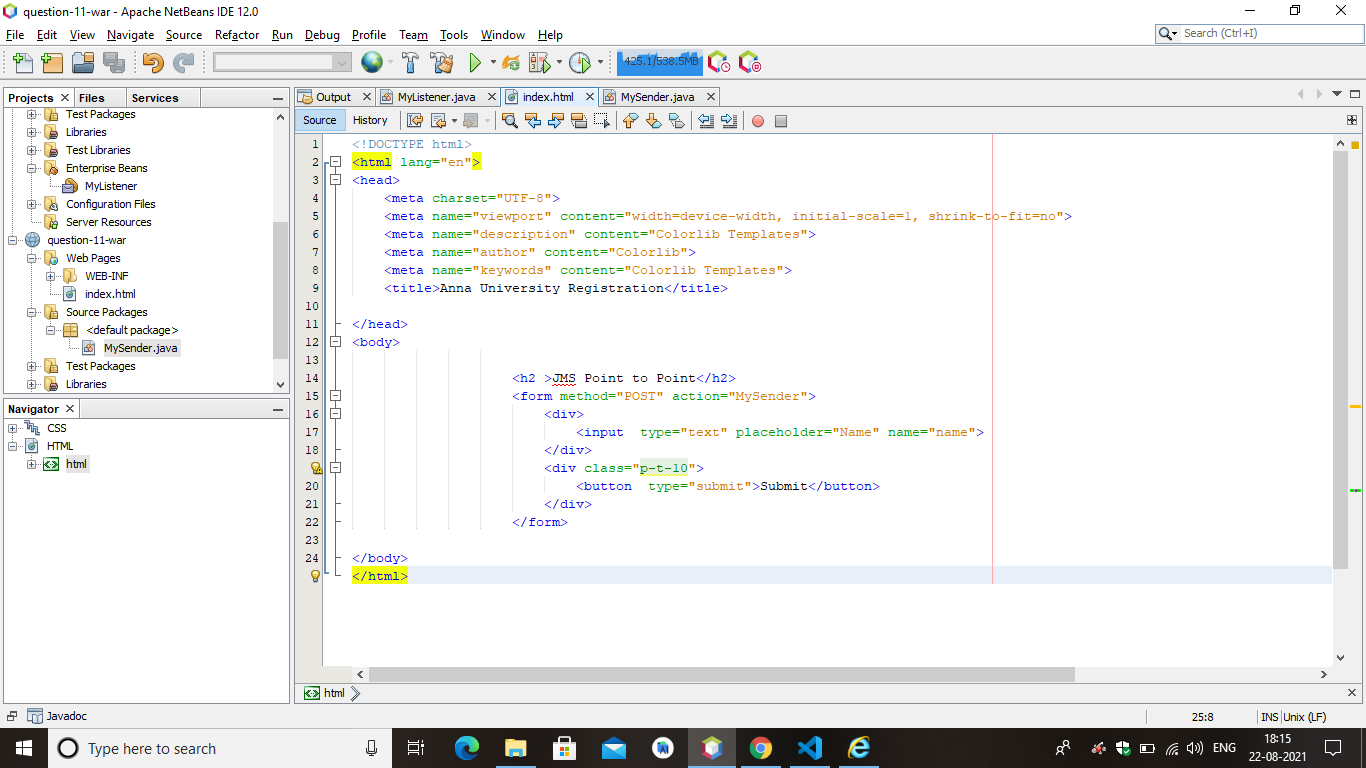 question-11-war - Apache NetBeans IDE 12.0
File Edit View Navigate Source Refactor Run Debug Profile Team Tools Window Help
Search (Ctrl+I)
425.1/538.5MB
Projects Files Services
Test Packages
Libraries
Test Libraries
Enterprise Beans
MyListener
Configuration Files
Server Resources
question-11-war
Web Pages
WEB-INF
index.html
Source Packages
<default package>
MySender.java
Test Packages
Libraries
Navigator
CSS
HTML
html
Output MyListener.java index.html MySender.java
Source History
1 <!DOCTYPE html>
2 <html lang="en">
3 <head>
4 <meta charset="UTF-8">
5 <meta name="viewport" content="width=device-width, initial-scale=1, shrink-to-fit=no">
6 <meta name="description" content="Colorlib Templates">
7 <meta name="author" content="Colorlib">
8 <meta name="keywords" content="Colorlib Templates">
9 <title>Anna University Registration</title>
10
11 </head>
12 <body>
13
14 <h2 >JMS Point to Point</h2>
15 <form method="POST" action="MySender">
16 <div>
17 <input  type="text" placeholder="Name" name="name">
18 </div>
<div class="p-t-10">
20 <button  type="submit">Submit</button>
21 </div>
22 </form>
23
24 </body>
</html>
html
Javadoc
25:8 INS Unix (LF)
Type here to search
ENG
18:15
22-08-2021